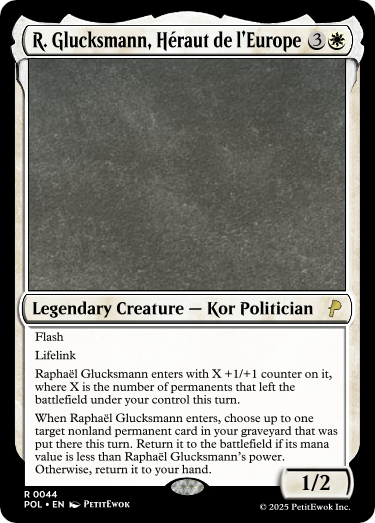 R. Glucksmann, Héraut de l'Europe 3
Legendary Creature — Kor Politician
Flash
Lifelink
Raphaël Glucksmann enters with X +1/+1 counter on it,
where X is the number of permanents that left the
battlefield under your control this turn.
When Raphaël Glucksmann enters, choose up to one
target nonland permanent card in your graveyard that was
put there this turn. Return it to the battlefield if its mana
value is less than Raphaël Glucksmann's power.
Otherwise, return it to your hand.
1/2
R 0044
POL • EN PetitEwok
© 2025 PetitEwok Inc.